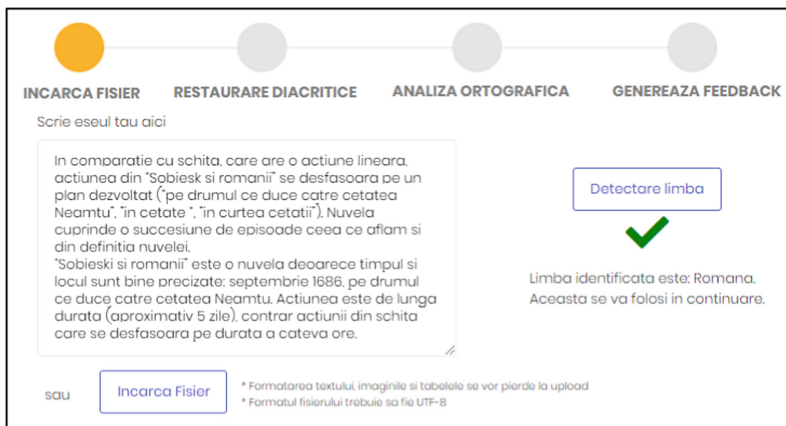 INCARCA FISIER RESTAURARE DIACRITICE ANALIZA ORTOGRAFICA GENEREAZA FEEDBACK
Scrie eseul tau aici
In comparatie cu schita, care are o actiune lineara,
actiunea din "Sobiesk si romanii" se desfasoara pe un
plan dezvoltat ("pe drumul ce duce catre cetatea
Neamtu", "in cetate ", "in curtea cetatii"). Nuvela
cuprinde o succesiune de episoade ceea ce aflam si
din definitia nuvelei.
"Sobieski si romanii" este o nuvela deoarece timpul si
locul sunt bine precizate: septembrie 1686, pe drumul
ce duce catre cetatea Neamtu. Actiunea este de lunga
durata (aproximativ 5 zile), contrar actiunii din schita
care se desfasoara pe durata a cateva ore.
Detectare limba
Limba identificata este: Romana.
Aceasta se va folosi in continuare.
sau Incarca Fisier
* Formatarea textului, imaginile si tabelele se vor pierde la upload
* Formatul fisierului trebuie sa fie UTF-8